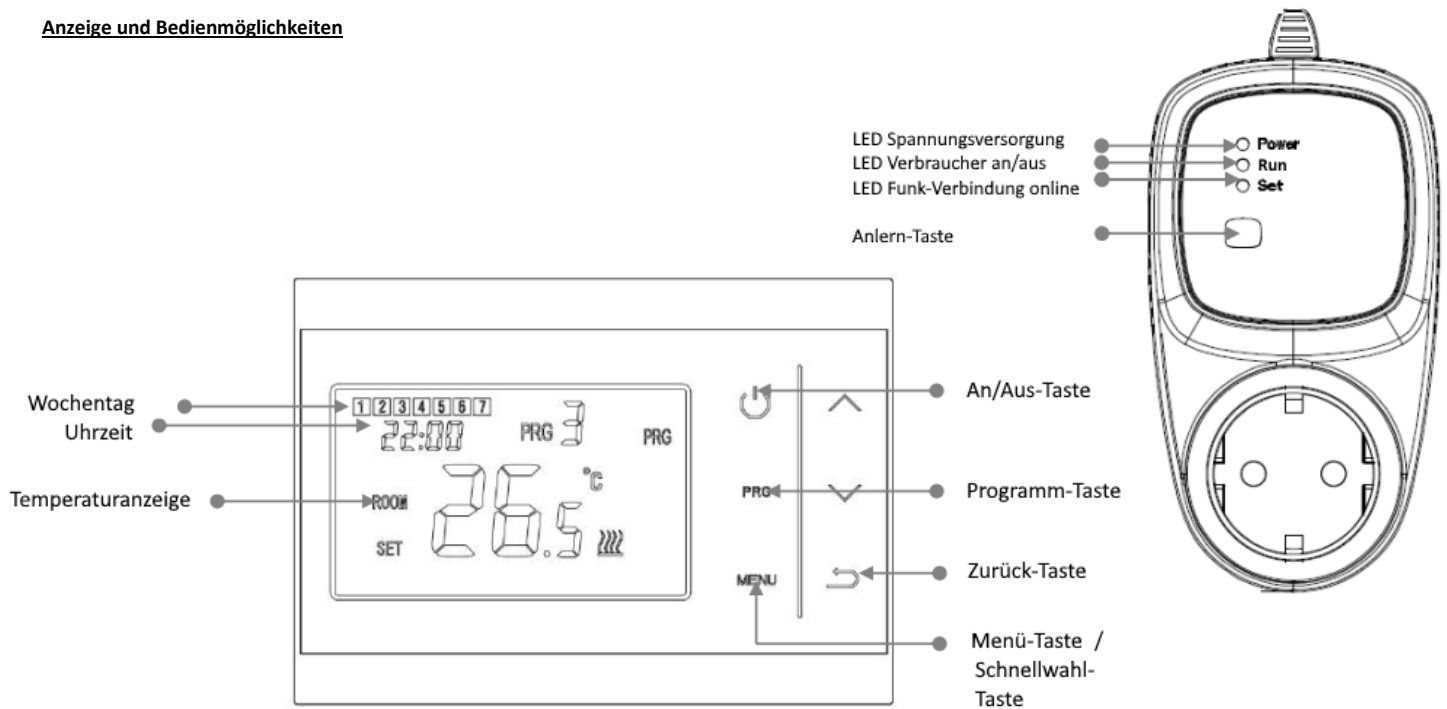 Anzeige und Bedienmöglichkeiten
LED Spannungsversorgung
LED Verbraucher an/aus
LED Funk-Verbindung online
Anlern-Taste
Power
Run
Set
Wochentag
Uhrzeit
Temperaturanzeige
1 2 3 4 5 6 7
22:00
PRG 3
PRG
ROOM
26.5 °C
SET
PRG
MENU
An/Aus-Taste
Programm-Taste
Zurück-Taste
Menü-Taste /
Schnellwahl-
Taste